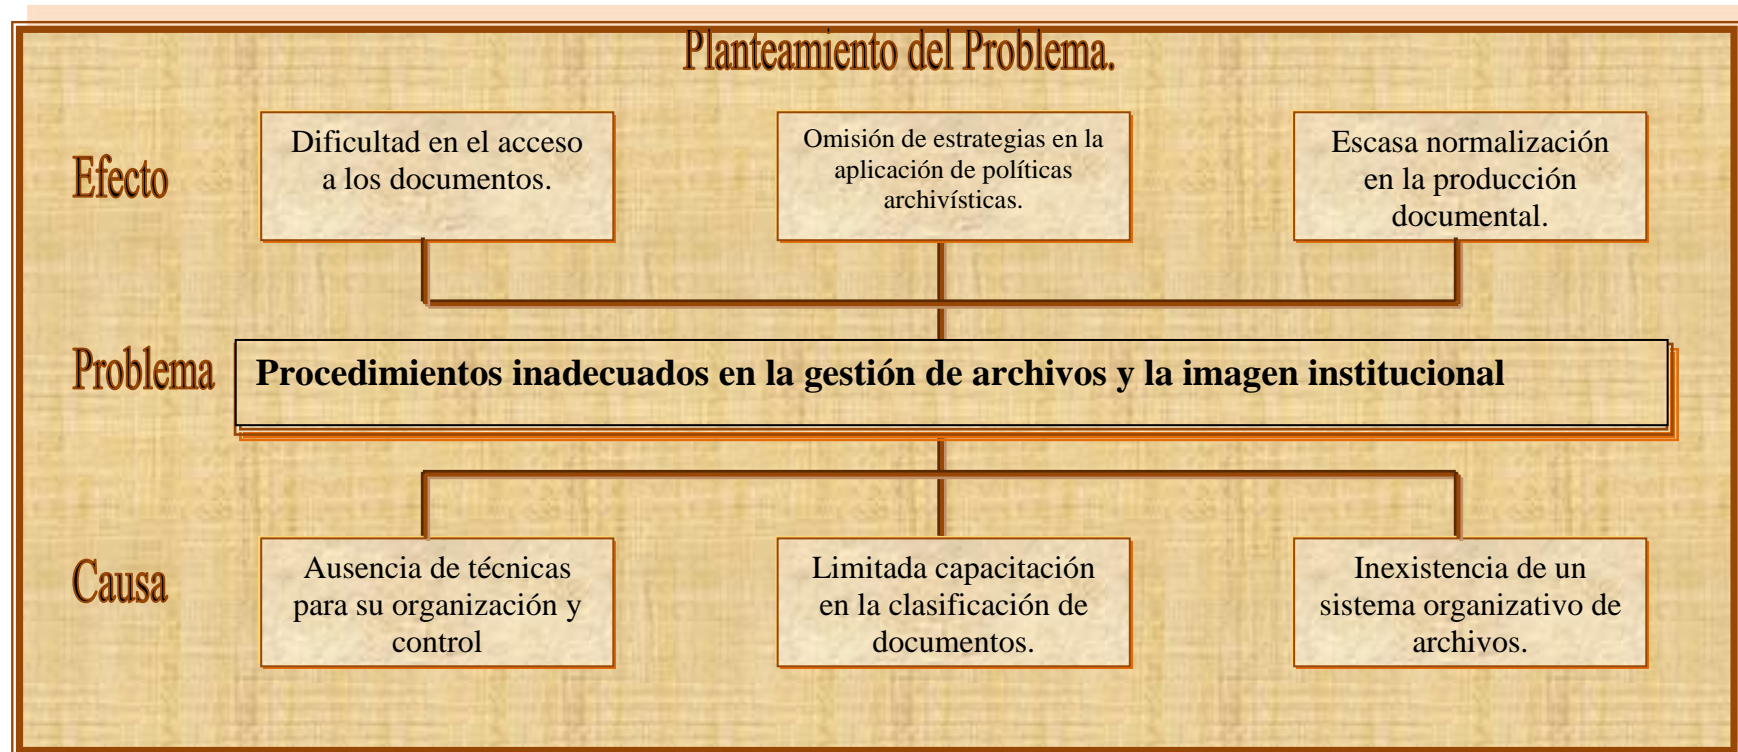 Planteamiento del Problema.
Efecto
Dificultad en el acceso
a los documentos.
Omisión de estrategias en la
aplicación de políticas
archivísticas.
Escasa normalización
en la producción
documental.
Problema
Procedimientos inadecuados en la gestión de archivos y la imagen institucional
Causa
Ausencia de técnicas
para su organización y
control
Limitada capacitación
en la clasificación de
documentos.
Inexistencia de un
sistema organizativo de
archivos.